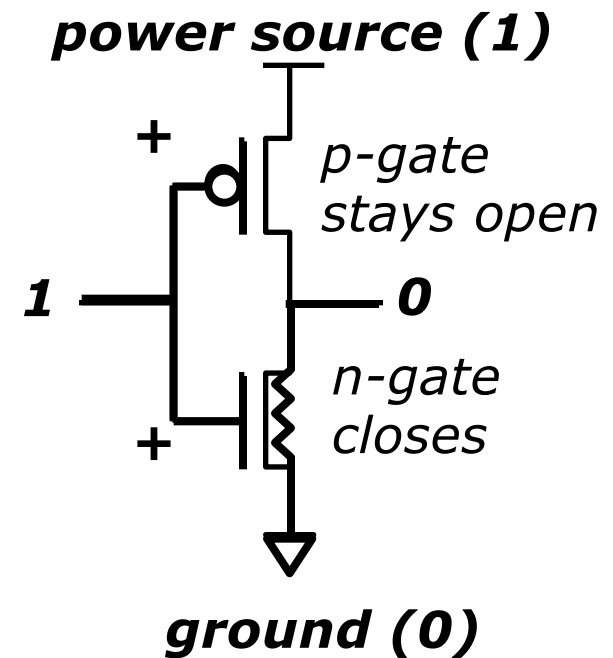 power source (1)
+
p-gate
stays open
1
0
n-gate
closes
+
ground (0)